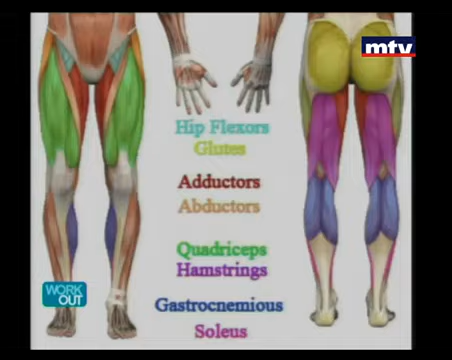 mtv
Hip Flexors
Glutes
Adductors
Abductors
Quadriceps
Hamstrings
WORK
OUT
Gastrocnemious
Soleus